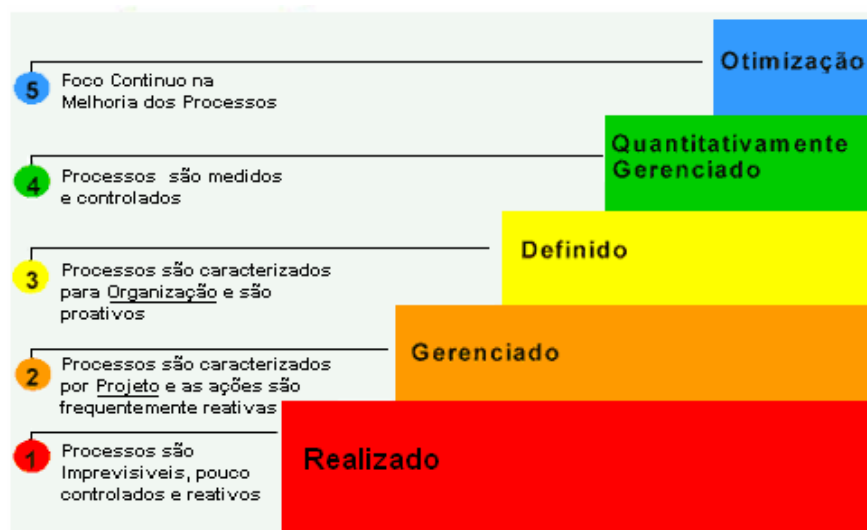 Otimização
5
Foco Continuo na
Melhoria dos Processos
Quantitativamente
Gerenciado
4
Processos são medidos
e controlados
Definido
3
Processos são caracterizados
para Organização e são
proativos
Gerenciado
2
Processos são caracterizados
por Projeto e as ações são
frequentemente reativas
Realizado
1
Processos são
Imprevisiveis, pouco
controlados e reativos